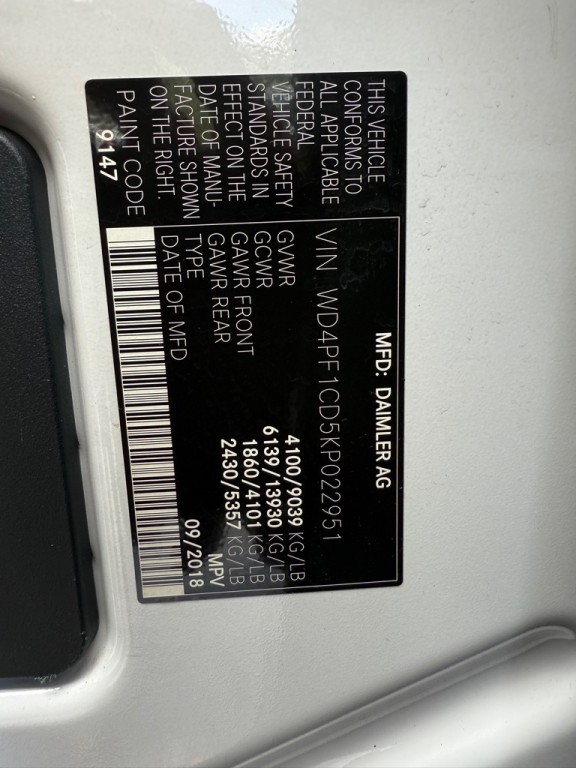 MFD: DAIMLER AG
THIS VEHICLE
CONFORMS TO
ALL APPLICABLE
FEDERAL
VEHICLE SAFETY
STANDARDS IN
EFFECT ON THE
DATE OF MANU-
FACTURE SHOWN
ON THE RIGHT.
PAINT CODE
9147
VIN WD4PF1CD5KP022951
GVWR 4100/9039 KG/LB
GCWR 6139/13930 KG/LB
GAWR FRONT 1860/4101 KG/LB
GAWR REAR 2430/5357 KG/LB
TYPE MPV
DATE OF MFD 09/2018